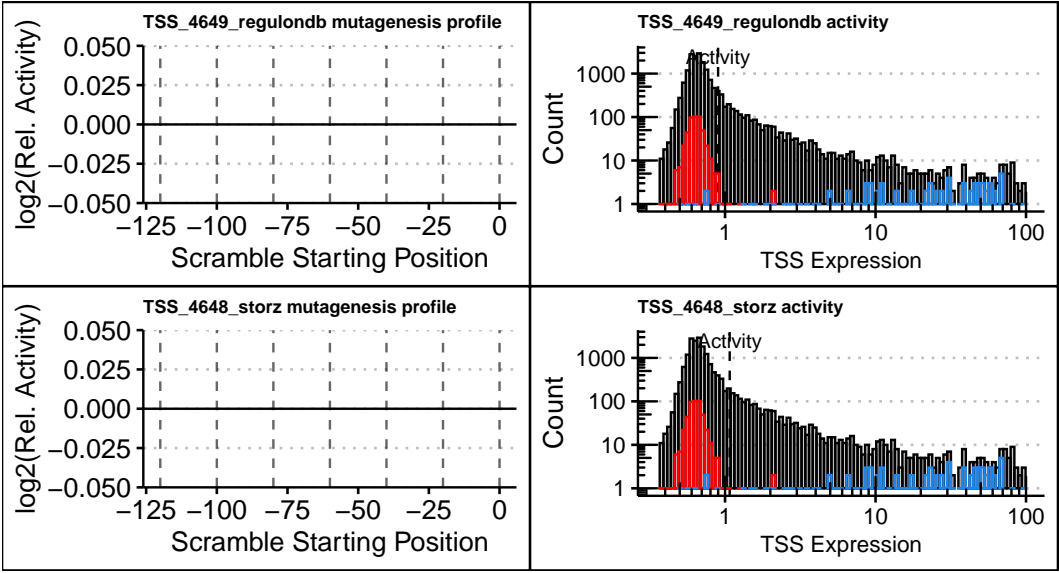 TSS_4649_regulondb mutagenesis profile
log2(Rel. Activity)
0.050
0.025
0.000
−0.025
−0.050
−125 −100 −75 −50 −25 0
Scramble Starting Position
TSS_4649_regulondb activity
Activity
Count
1000
100
10
1
1 10 100
TSS Expression
TSS_4648_storz mutagenesis profile
log2(Rel. Activity)
0.050
0.025
0.000
−0.025
−0.050
−125 −100 −75 −50 −25 0
Scramble Starting Position
TSS_4648_storz activity
Activity
Count
1000
100
10
1
1 10 100
TSS Expression